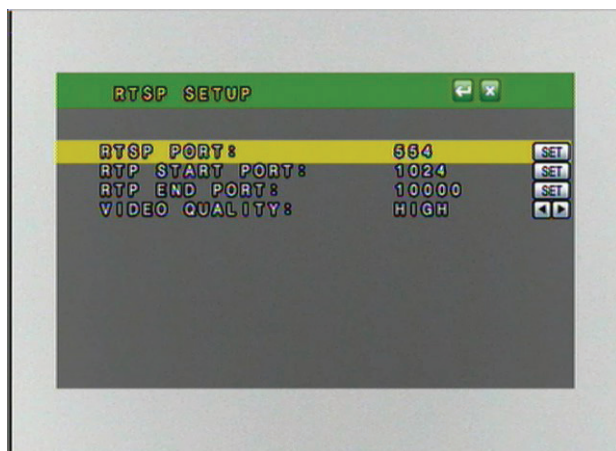 RTSP SETUP
RTSP PORT: 554 SET
RTP START PORT: 1024 SET
RTP END PORT: 10000 SET
VIDEO QUALITY: HIGH